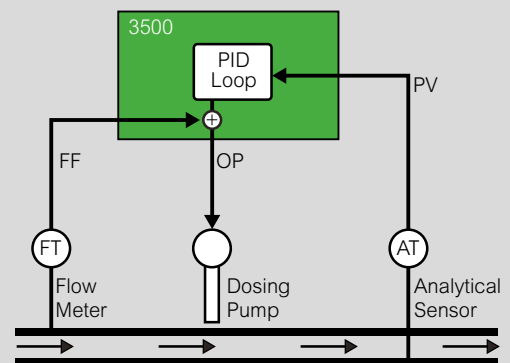 3500
PID
Loop
+
PV
FF
OP
FT
AT
Flow
Meter
Dosing
Pump
Analytical
Sensor